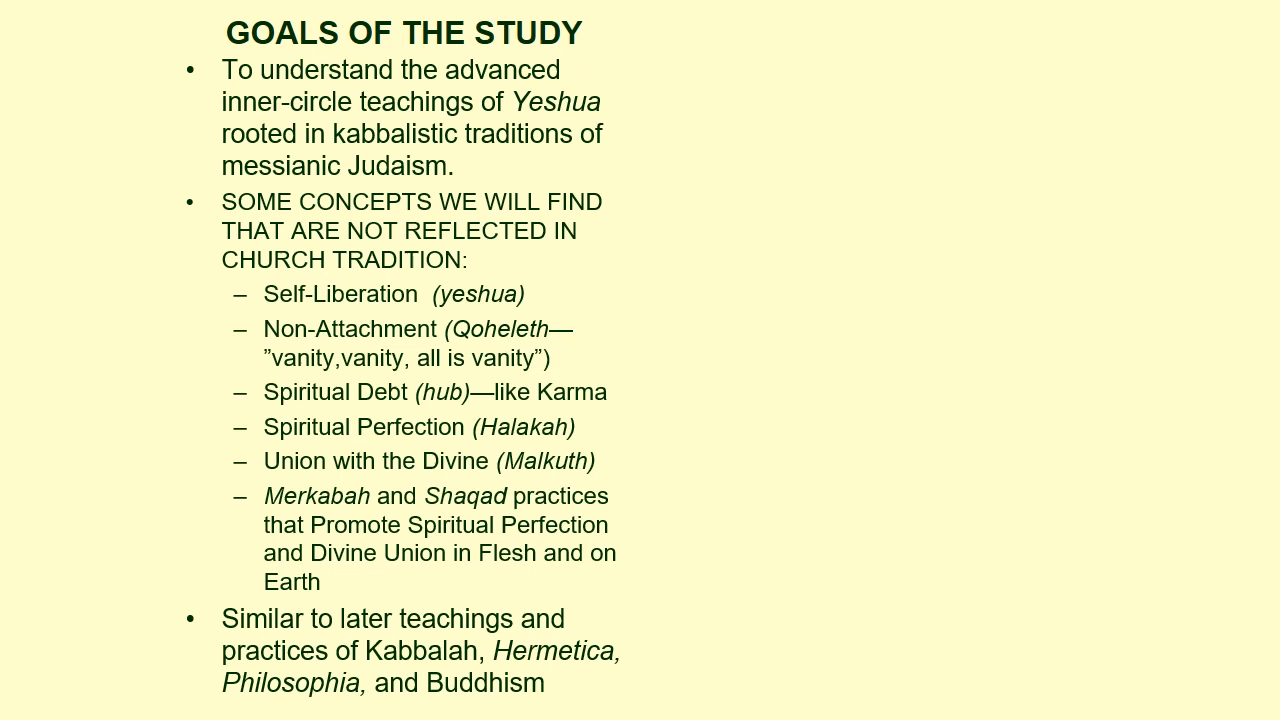 GOALS OF THE STUDY
• To understand the advanced
inner-circle teachings of Yeshua
rooted in kabbalistic traditions of
messianic Judaism.
• SOME CONCEPTS WE WILL FIND
THAT ARE NOT REFLECTED IN
CHURCH TRADITION:
– Self-Liberation (yeshua)
– Non-Attachment (Qoheleth—
”vanity,vanity, all is vanity”)
– Spiritual Debt (hub)—like Karma
– Spiritual Perfection (Halakah)
– Union with the Divine (Malkuth)
– Merkabah and Shaqad practices
that Promote Spiritual Perfection
and Divine Union in Flesh and on
Earth
• Similar to later teachings and
practices of Kabbalah, Hermetica,
Philosophia, and Buddhism